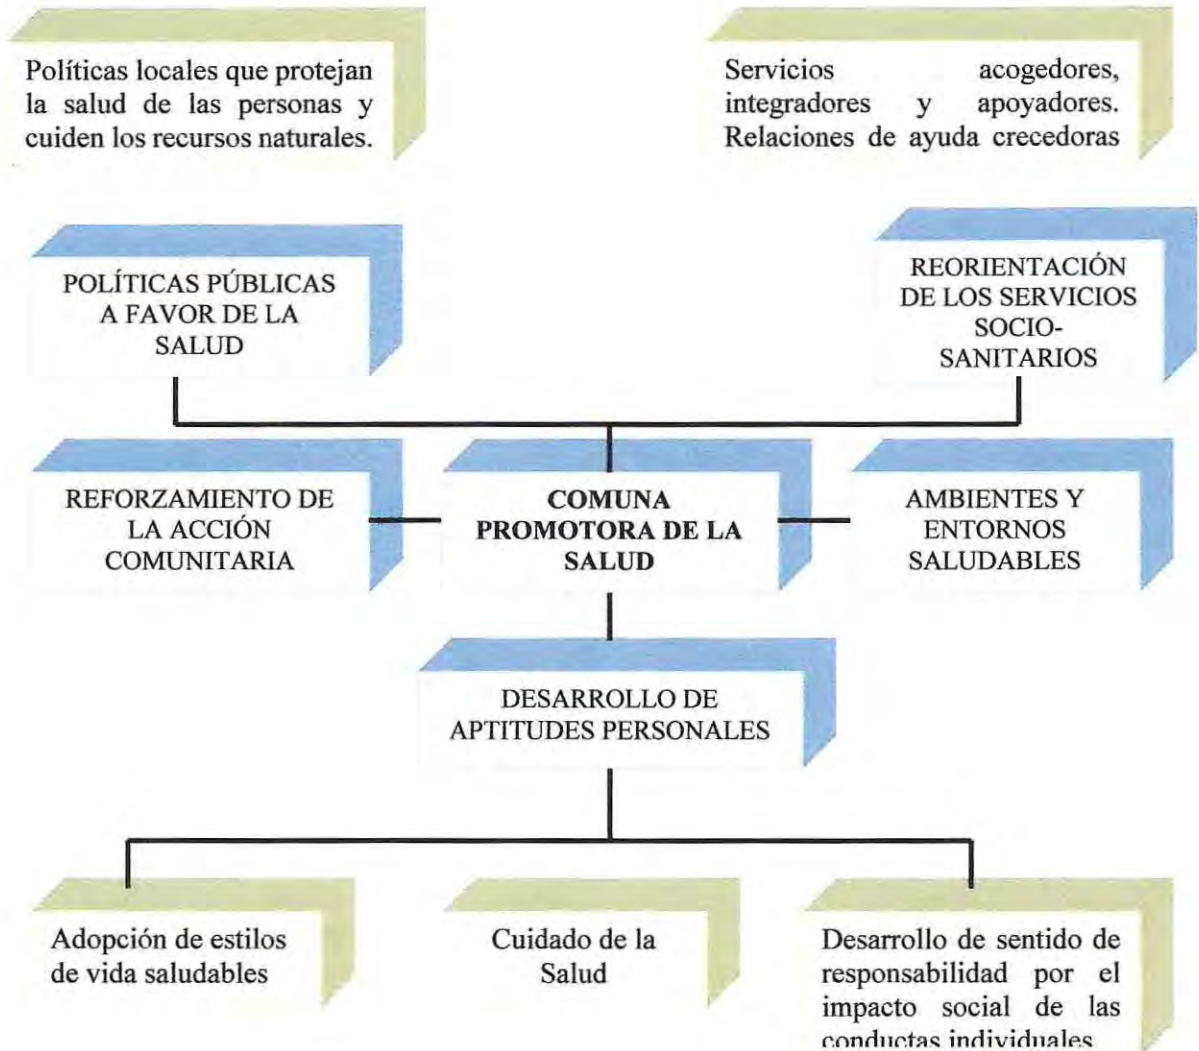 Políticas locales que protejan
la salud de las personas y
cuiden los recursos naturales.
Servicios acogedores,
integradores y apoyadores.
Relaciones de ayuda crecedoras
POLÍTICAS PÚBLICAS
A FAVOR DE LA
SALUD
REORIENTACIÓN
DE LOS SERVICIOS
SOCIO-
SANITARIOS
REFORZAMIENTO DE
LA ACCIÓN
COMUNITARIA
COMUNA
PROMOTORA DE LA
SALUD
AMBIENTES Y
ENTORNOS
SALUDABLES
DESARROLLO DE
APTITUDES PERSONALES
Adopción de estilos
de vida saludables
Cuidado de la
Salud
Desarrollo de sentido de
responsabilidad por el
impacto social de las
conductas individuales